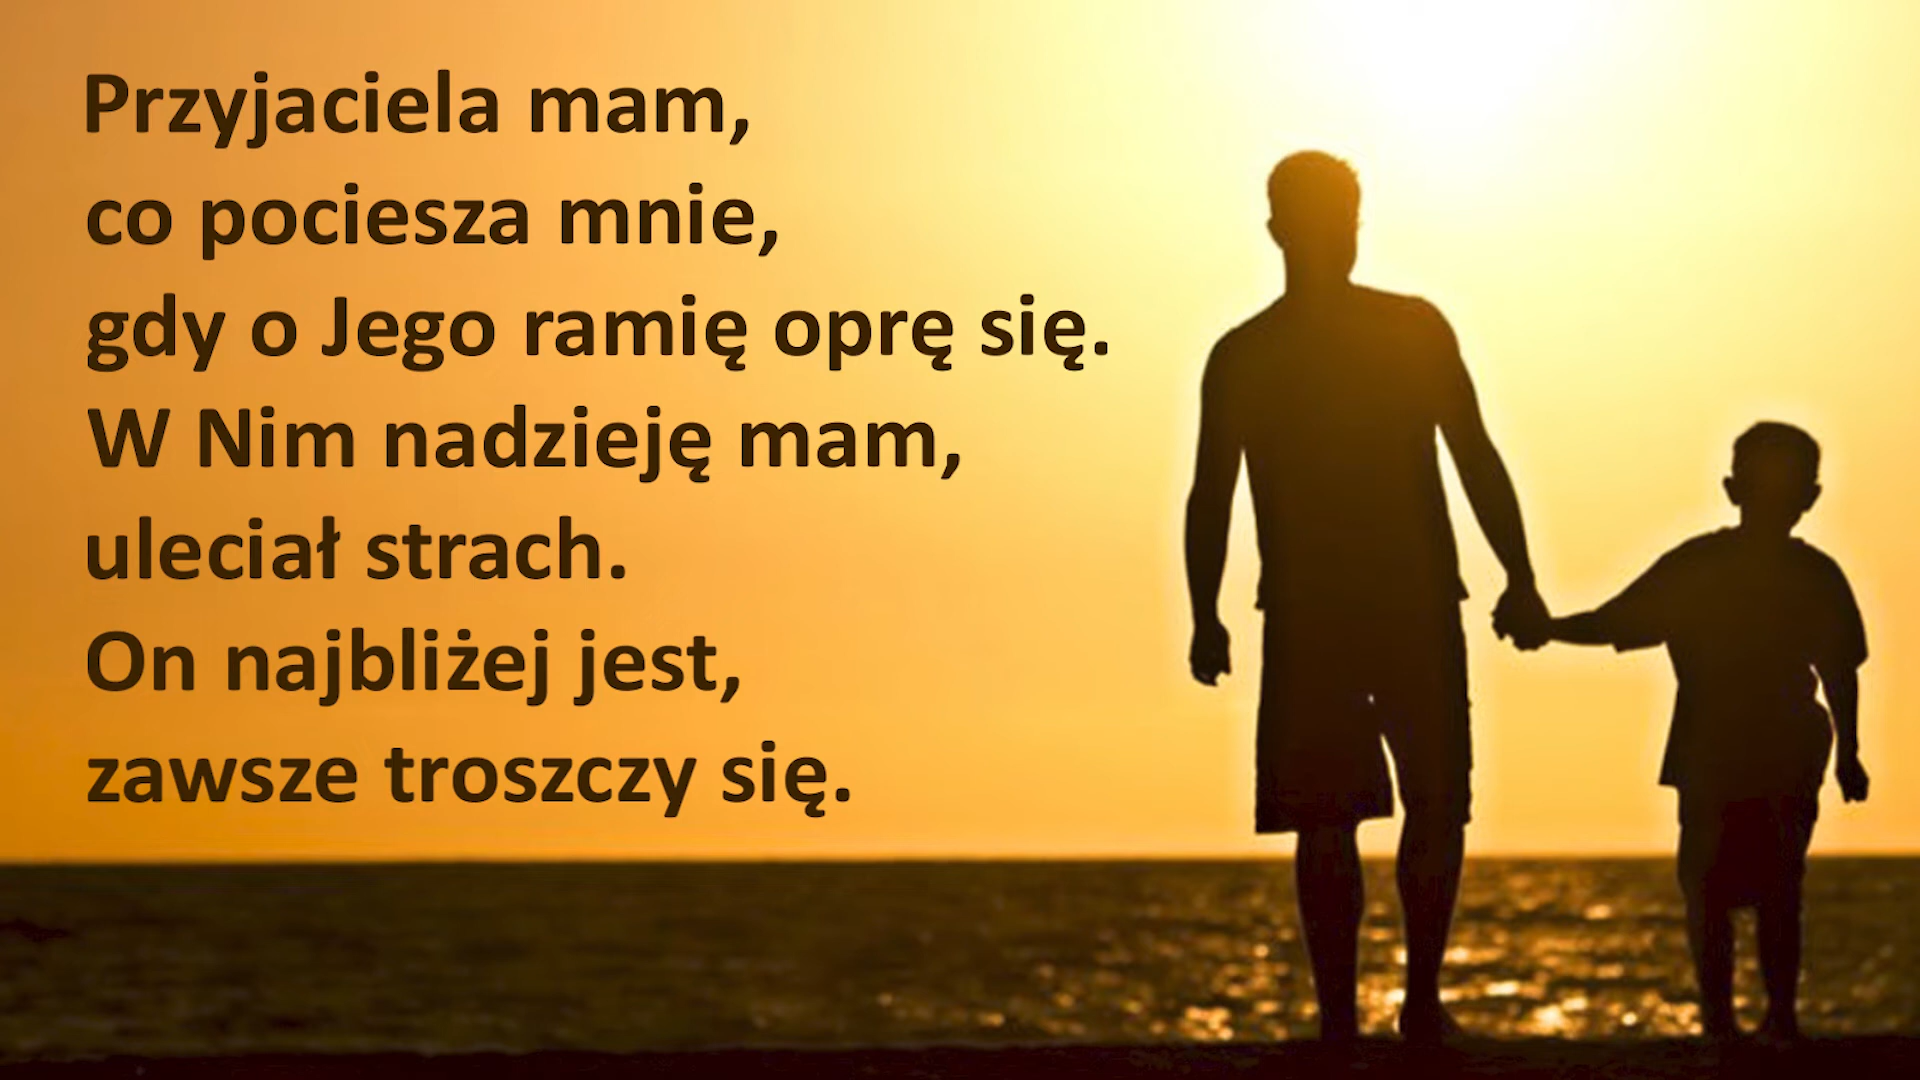 Przyjaciela mam,
co pociesza mnie,
gdy o Jego ramię oprę się.
W Nim nadzieję mam,
uleciał strach.
On najbliżej jest,
zawsze troszczy się.